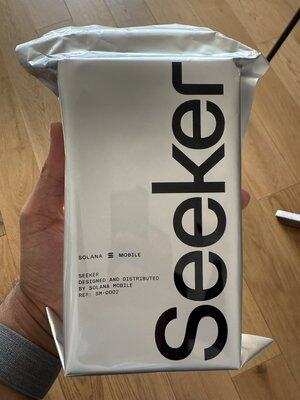 Seeker
SOLANA S MOBILE
SEEKER
DESIGNED AND DISTRIBUTED
BY SOLANA MOBILE
REF: SM-0002